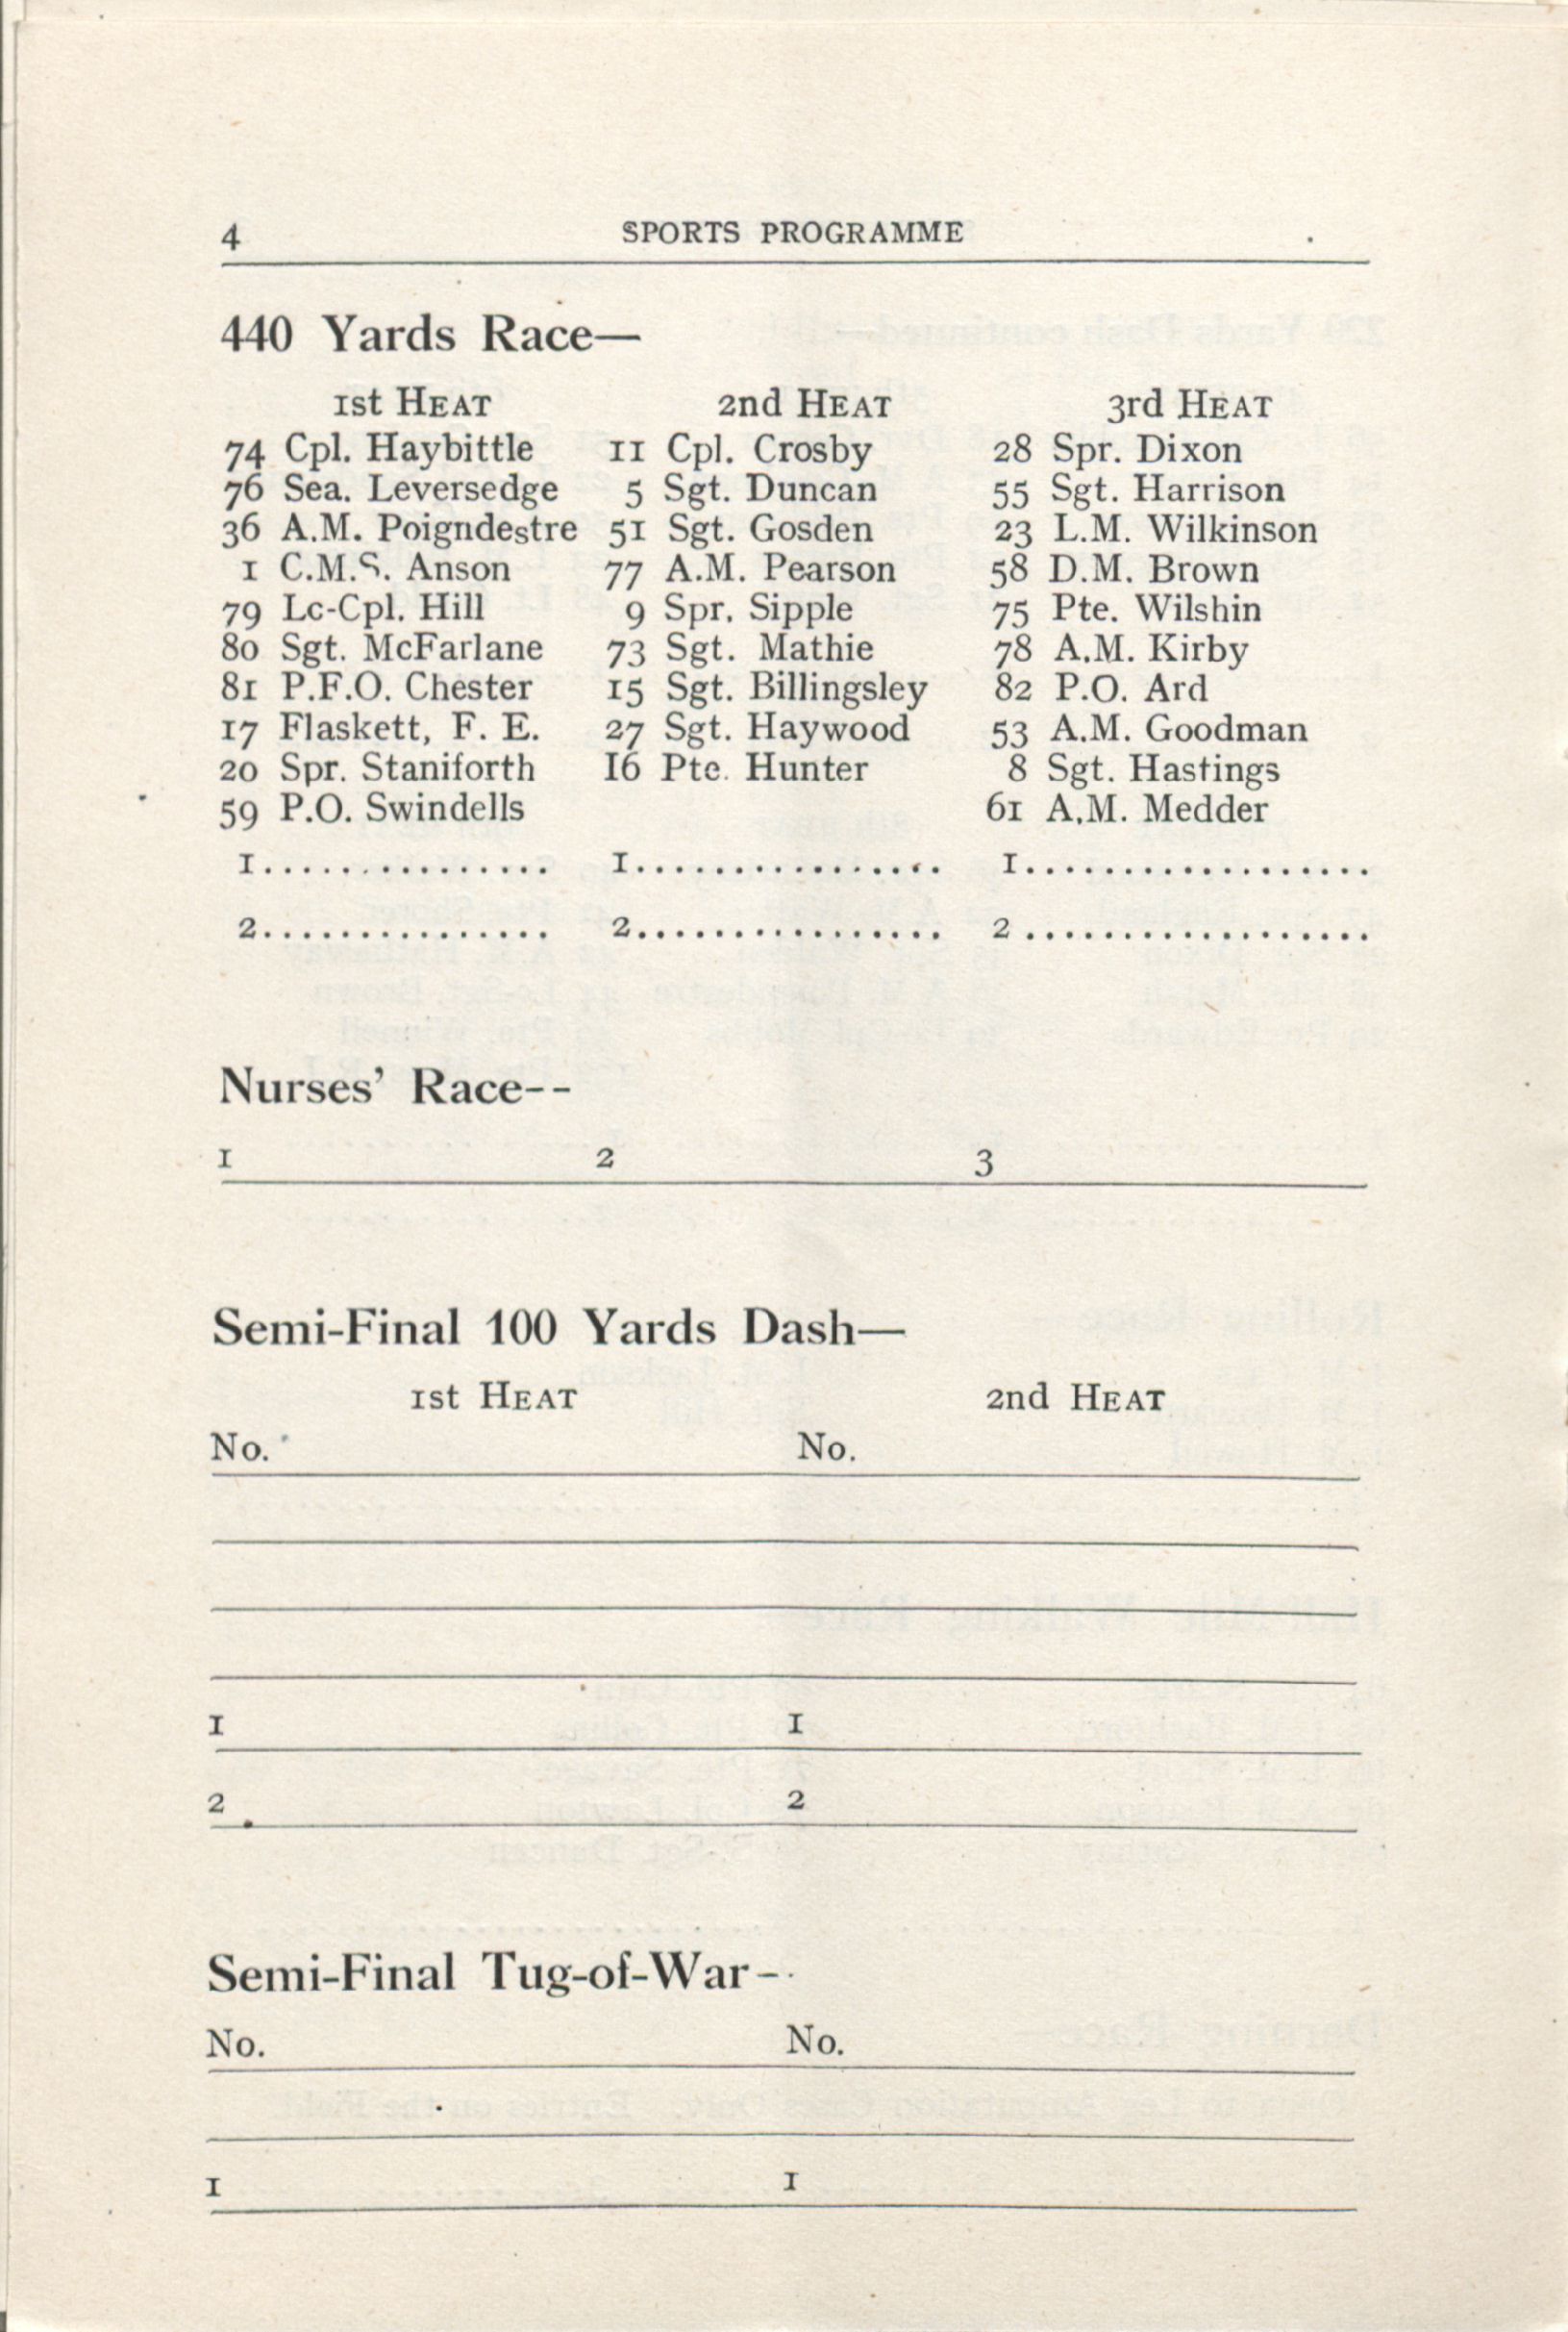 4 SPORTS PROGRAMME
440 Yards Race—
1st HEAT 2nd HEAT 3rd HEAT
74 Cpl. Haybittle 11 Cpl. Crosby 28 Spr. Dixon
76 Sea. Leversedge 5 Sgt. Duncan 55 Sgt. Harrison
36 A.M. Poigndestre 51 Sgt. Gosden 23 L.M. Wilkinson
1 C.M.S. Anson 77 A.M. Pearson 58 D.M. Brown
79 Lc-Cpl. Hill 9 Spr. Sipple 75 Pte. Wilshin
80 Sgt. McFarlane 73 Sgt. Mathie 78 A.M. Kirby
81 P.F.O. Chester 15 Sgt. Billingsley 82 P.O. Ard
17 Flaskett, F. E. 27 Sgt. Haywood 53 A.M. Goodman
20 Spr. Staniforth 16 Pte. Hunter 8 Sgt. Hastings
59 P.O. Swindells 61 A.M. Medder
1................ 1................ 1..................
2................ 2................ 2..................
Nurses' Race--
1 2 3
Semi-Final 100 Yards Dash—
1st HEAT 2nd HEAT
No. No.
1 1
2 2
Semi-Final Tug-of-War-
No. No.
1 1